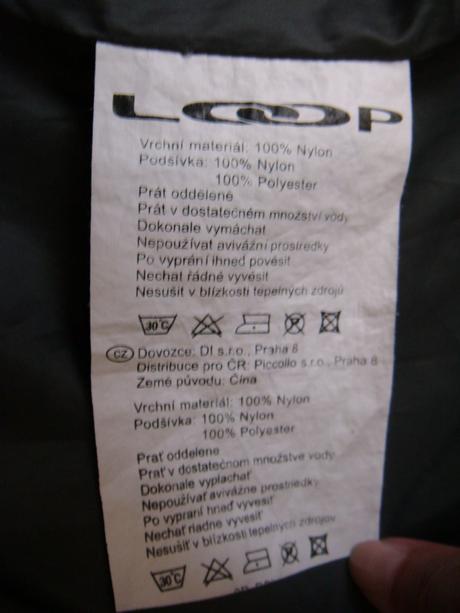 LOOP
Vrchní materiál: 100% Nylon
Podšívka: 100% Nylon
100% Polyester
Prát oddeleně
Prát v dostatečném množství vody
Dokonale vymáchat
Nepoužívat avivážní prostředky
Po vyprání ihned pověsit
Nechat řádně vyvěsit
Nesušit v blízkosti tepelných zdrojů
30°C
CZ Dovozce: DI s.r.o., Praha 8
Distribuce pro ČR: Piccollo s.r.o., Praha 8
Země původu: Čína
Vrchní materiál: 100% Nylon
Podšívka: 100% Nylon
100% Polyester
Prať oddelene
Prať v dostatočnom množstve vody
Dokonale vyplachať
Nepoužívať avivážne prostriedky
Po vypraní hneď vyvesiť
Nechať riadne vyvesiť
Nesušiť v blízkosti tepelných zdrojov
30°C